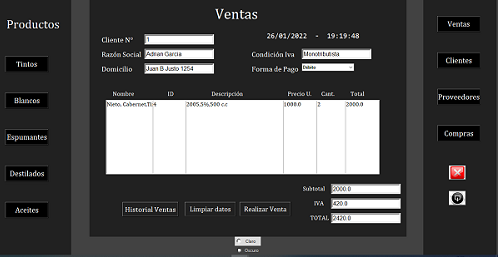 Productos
Tintos
Blancos
Espumantes
Destilados
Aceites
Ventas
Cliente N° 1
26/01/2022 - 19:19:48
Razón Social Adrian Garcia
Condición Iva Monotributista
Domicilio Juan B Justo 1254
Forma de Pago Debito
Nombre ID Descripción Precio U. Cant. Total
Nieto, Cabernet,Ti 4 2005,5%,500 c.c 1000.0 2 2000.0
Subtotal 2000.0
IVA 420.0
TOTAL 2420.0
Historial Ventas Limpiar datos Realizar Venta
Claro
Oscuro
Ventas
Clientes
Proveedores
Compras